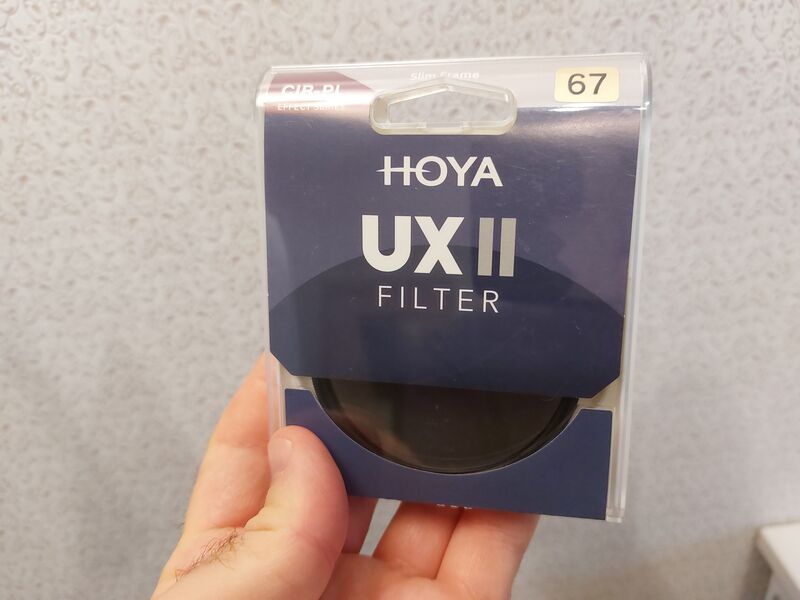 Slim Frame
67
CIR-PL
EFFECT SERIES
HOYA
UX II
FILTER